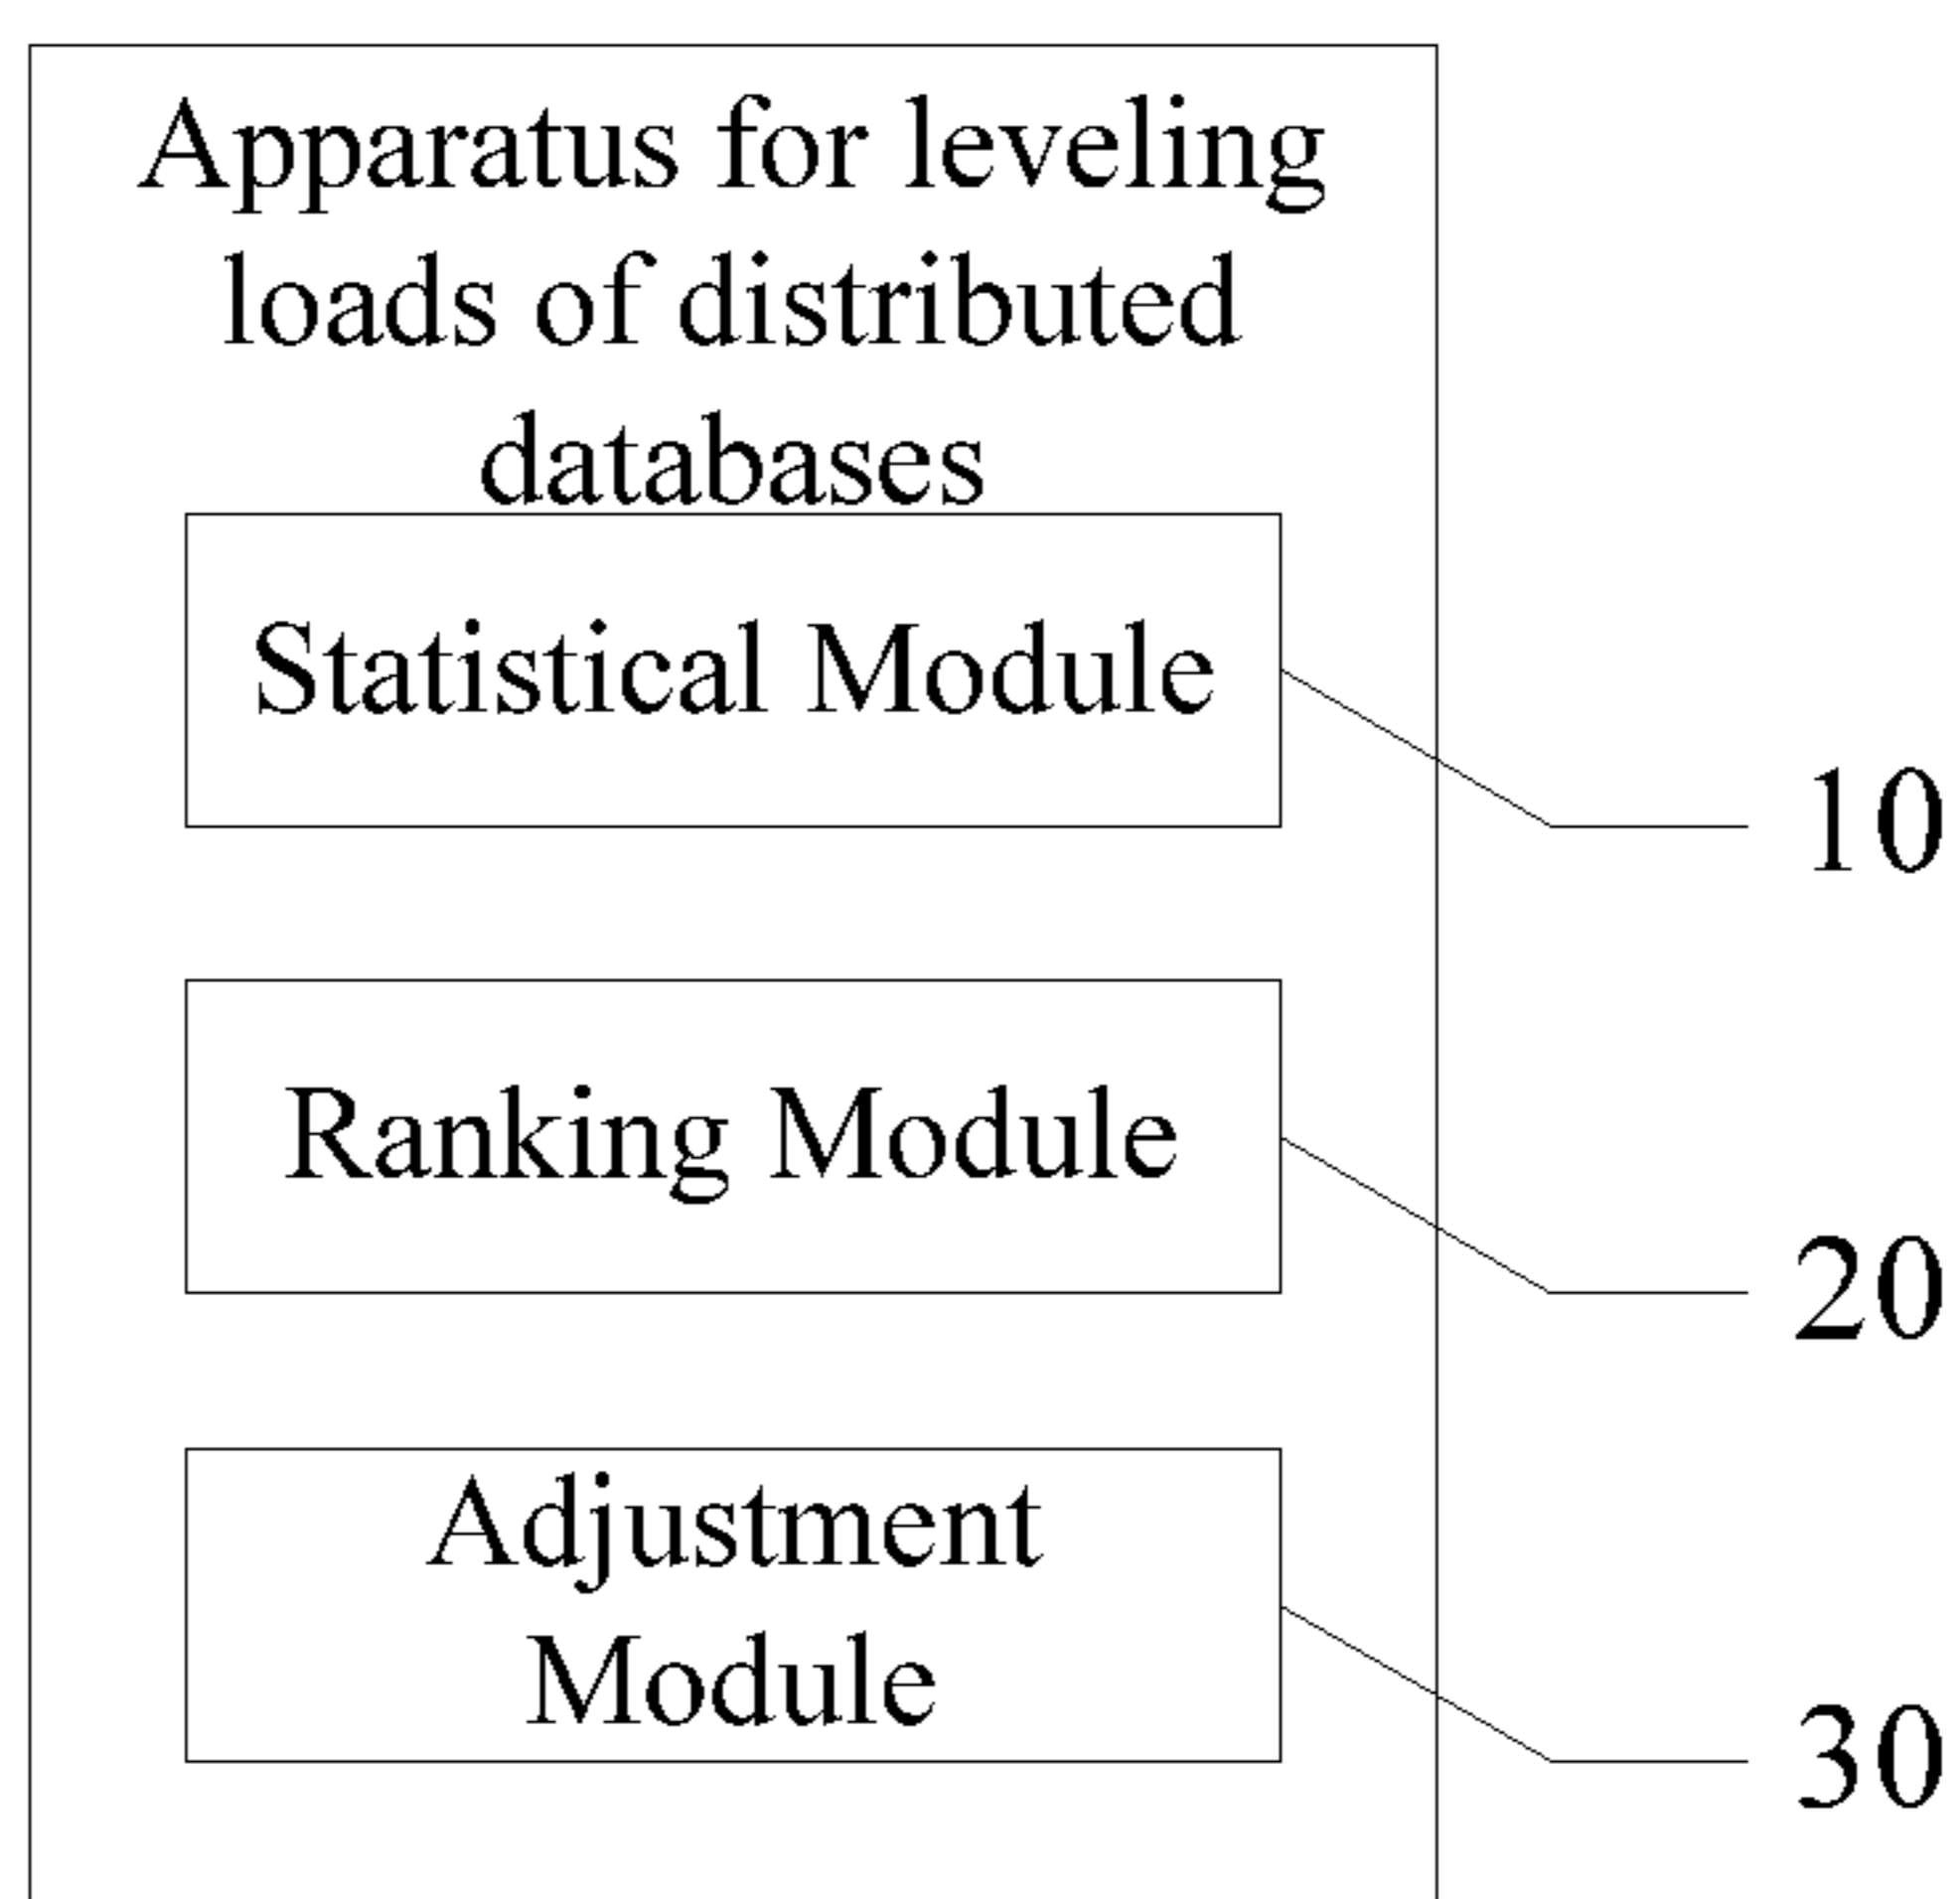 Apparatus for leveling
loads of distributed
databases
Statistical Module
10
Ranking Module
20
Adjustment
Module
30